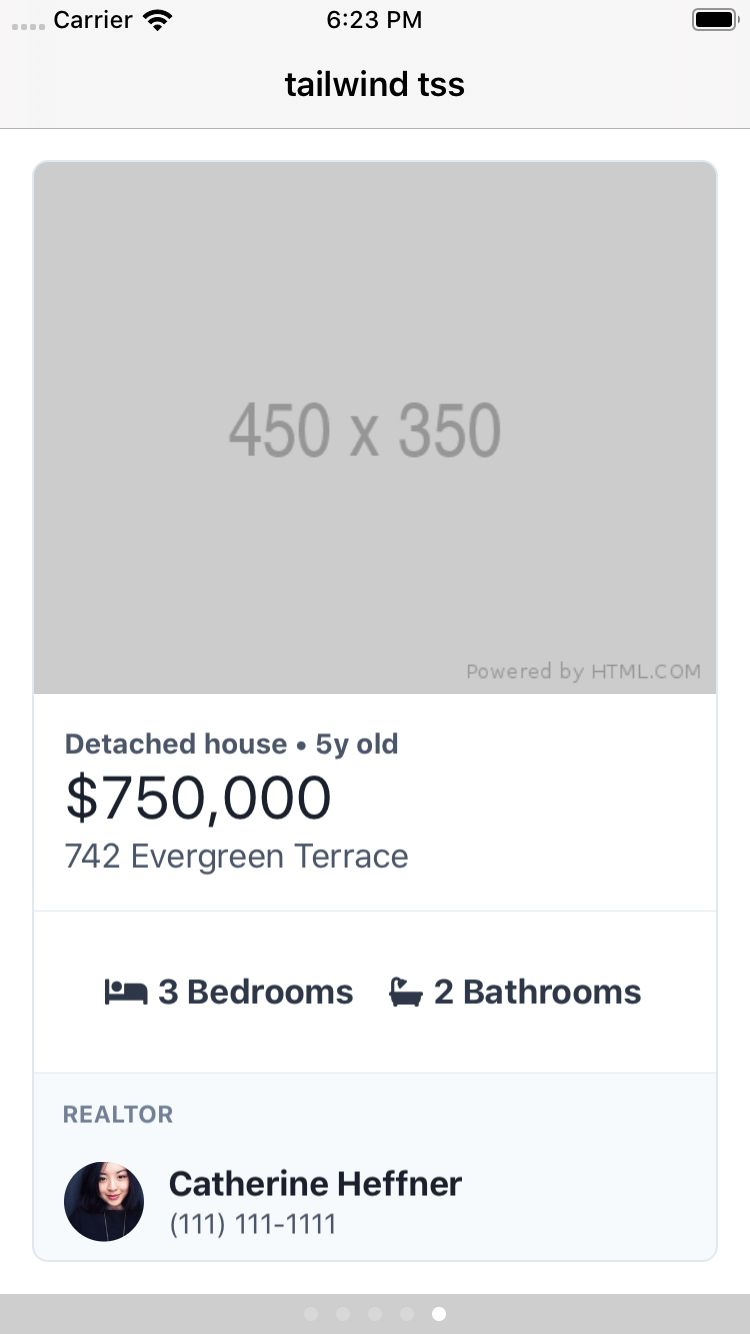 Carrier 6:23 PM
tailwind tss
450 x 350
Powered by HTML.COM
Detached house • 5y old
$750,000
742 Evergreen Terrace
3 Bedrooms 2 Bathrooms
REALTOR
Catherine Heffner
(111) 111-1111